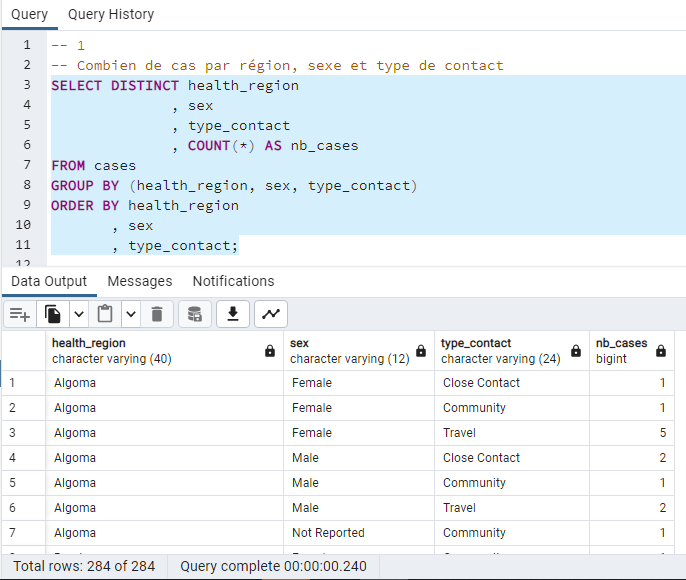 Query Query History
1 -- 1
2 -- Combien de cas par région, sexe et type de contact
3 SELECT DISTINCT health_region
4 , sex
5 , type_contact
6 , COUNT(*) AS nb_cases
7 FROM cases
8 GROUP BY (health_region, sex, type_contact)
9 ORDER BY health_region
10 , sex
11 , type_contact;
12
Data Output Messages Notifications
health_region sex type_contact nb_cases
character varying (40) character varying (12) character varying (24) bigint
1 Algoma Female Close Contact 1
2 Algoma Female Community 1
3 Algoma Female Travel 5
4 Algoma Male Close Contact 2
5 Algoma Male Community 1
6 Algoma Male Travel 2
7 Algoma Not Reported Community 1
Total rows: 284 of 284 Query complete 00:00:00.240